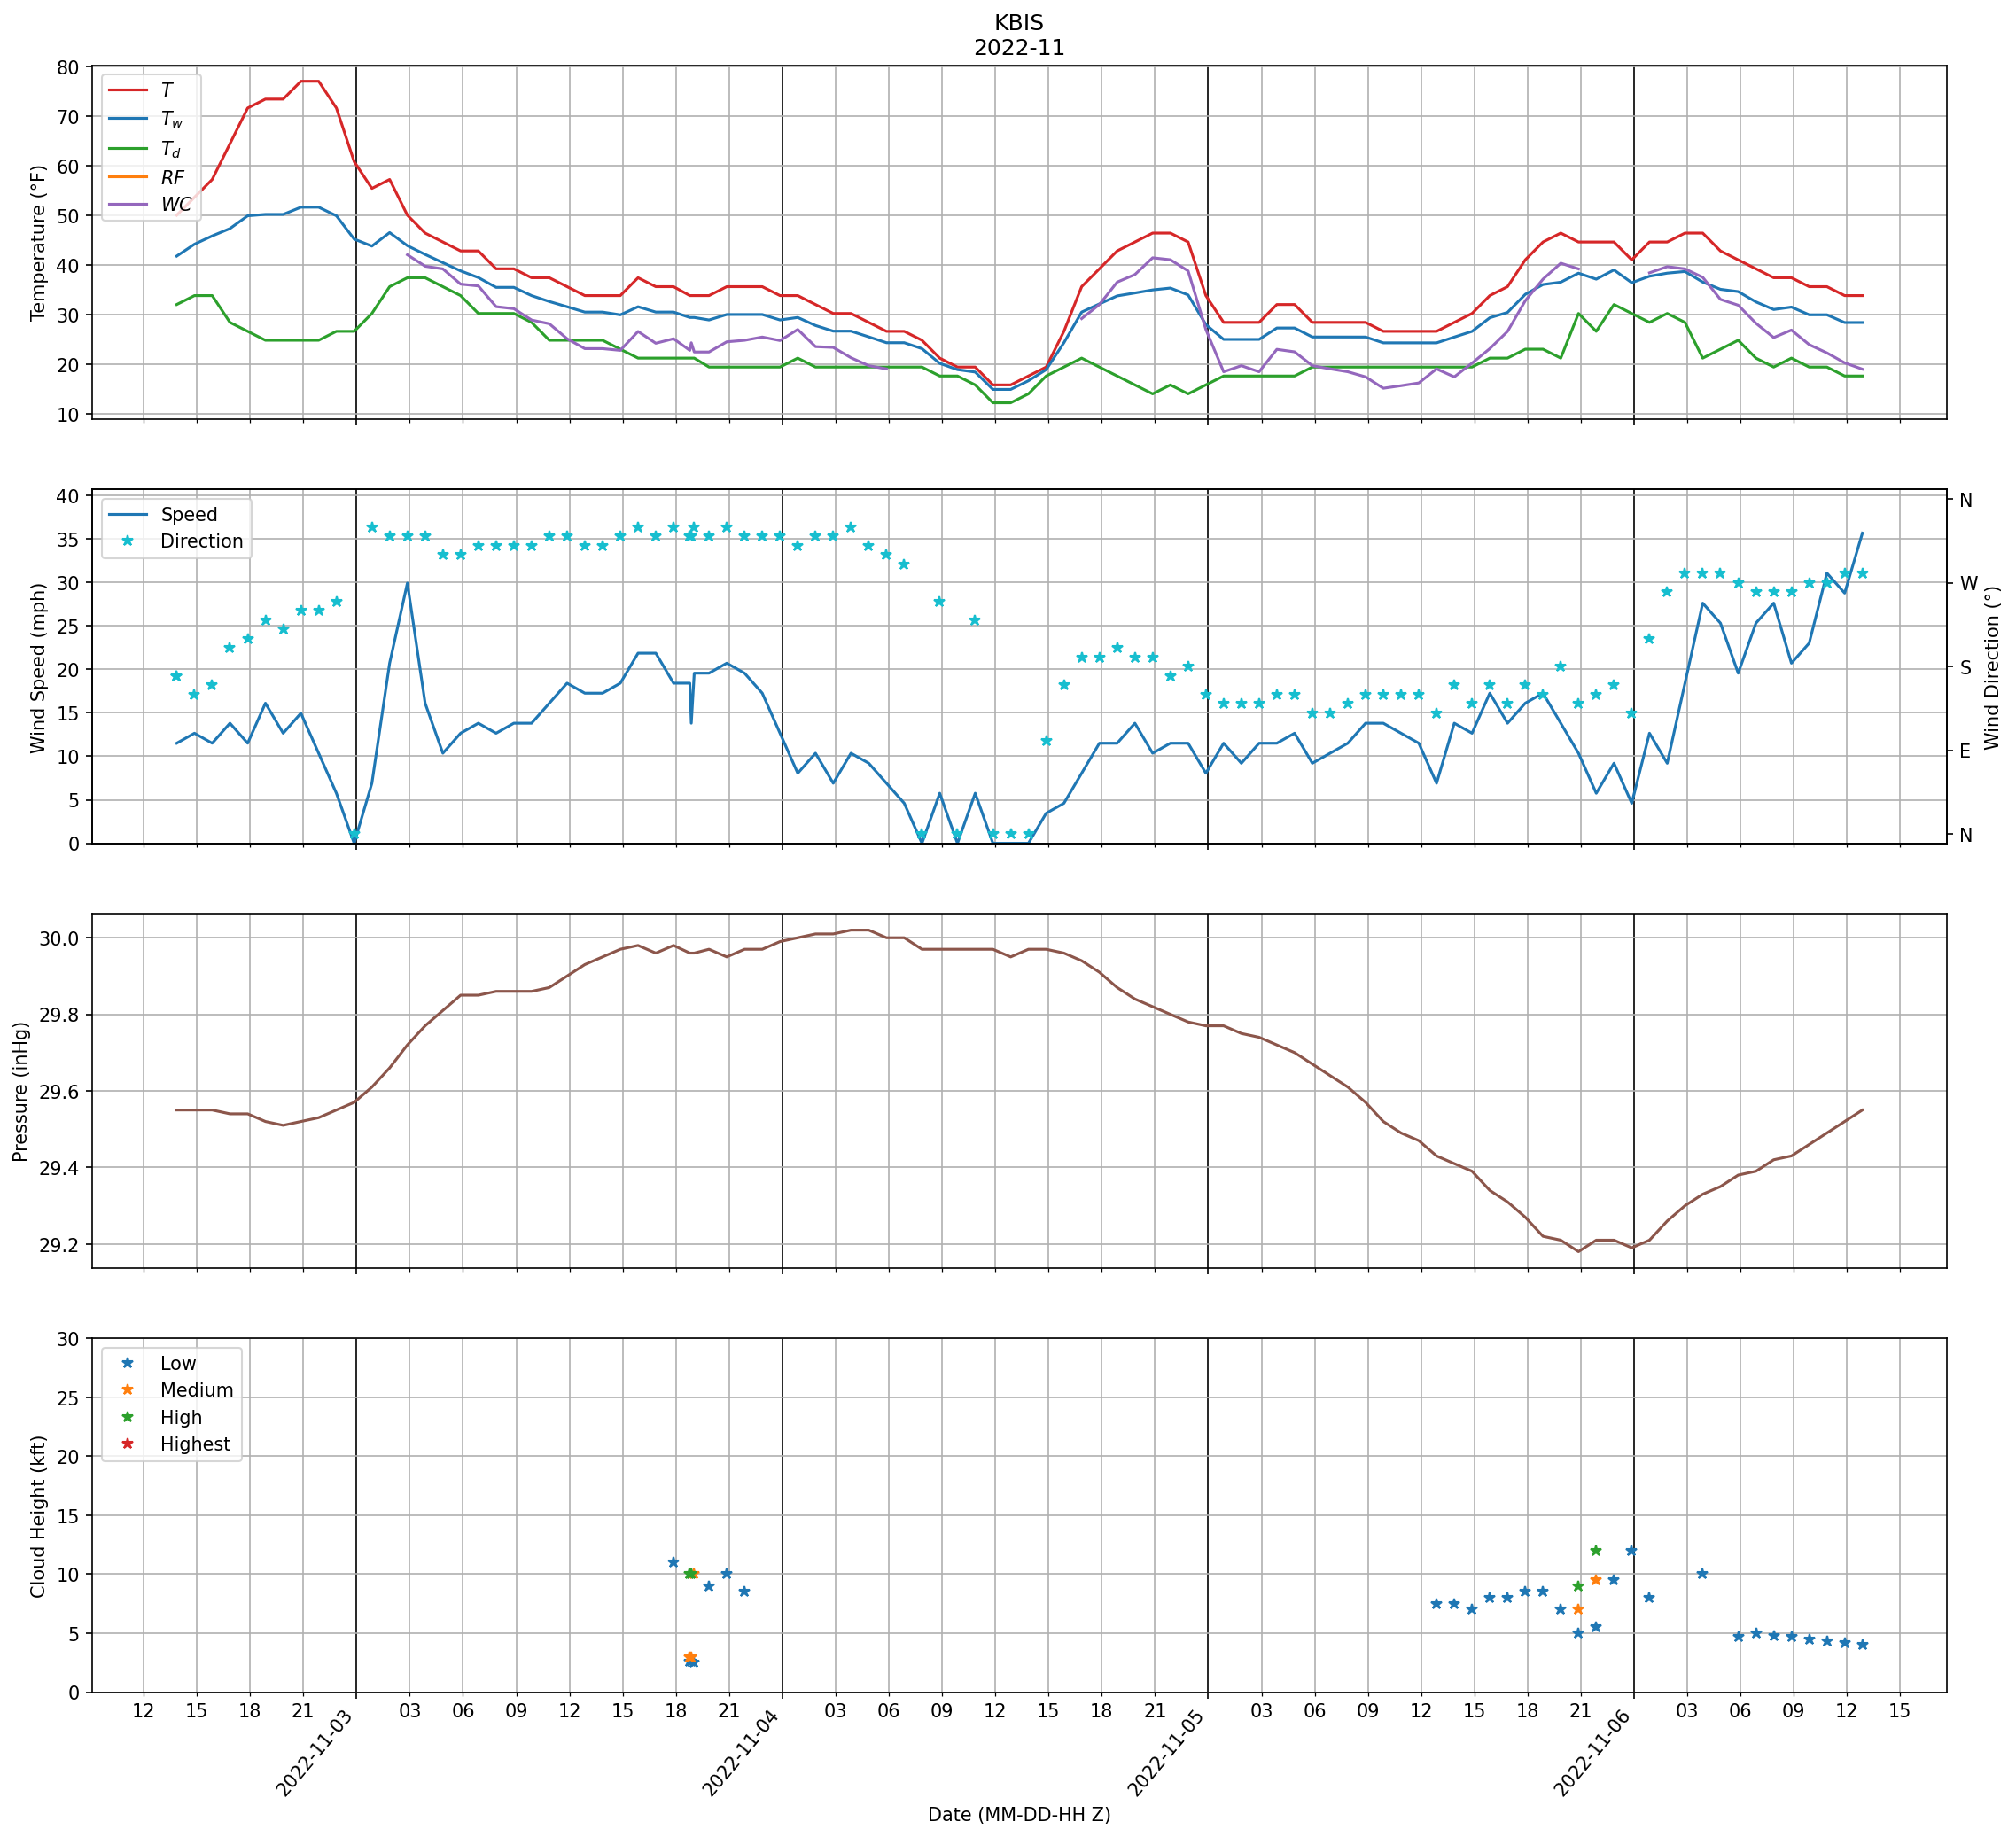 KBIS
2022-11
80
70
60
50
40
30
20
10
Temperature (°F)
T
T_w
T_d
RF
WC
40
35
30
25
20
15
10
5
0
Wind Speed (mph)
Speed
Direction
N
W
S
E
N
Wind Direction (°)
30.0
29.8
29.6
29.4
29.2
Pressure (inHg)
30
25
20
15
10
5
0
Cloud Height (kft)
Low
Medium
High
Highest
12 15 18 21 03 06 09 12 15 18 21 03 06 09 12 15 18 21 03 06 09 12 15 18 21 03 06 09 12 15
2022-11-03 2022-11-04 2022-11-05 2022-11-06
Date (MM-DD-HH Z)